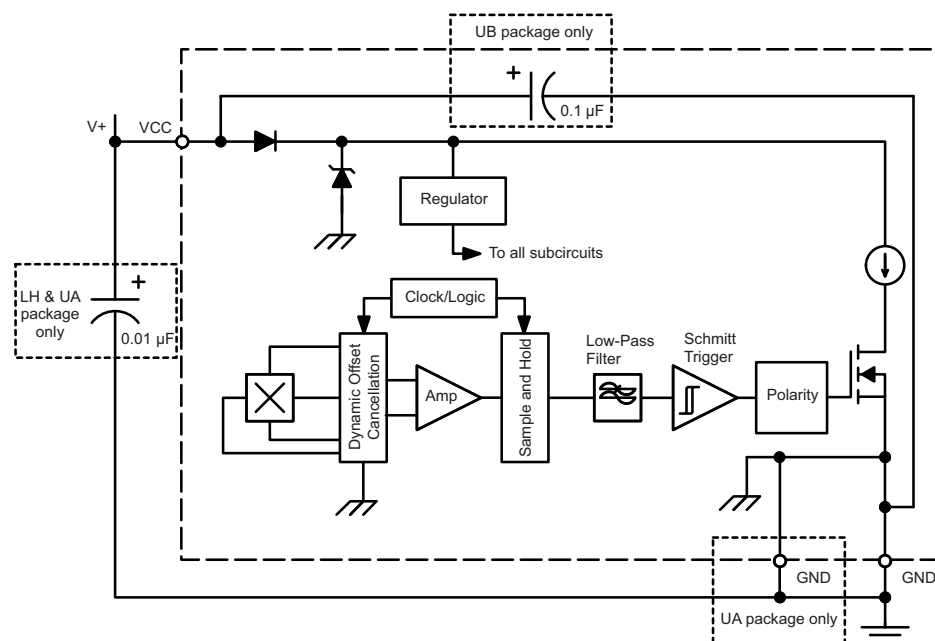 UB package only
+
0.1 µF
V+
VCC
Regulator
To all subcircuits
LH & UA
package
only
+
0.01 µF
Clock/Logic
Dynamic Offset
Cancellation
Amp
Sample and Hold
Low-Pass
Filter
Schmitt
Trigger
Polarity
GND
GND
UA package only